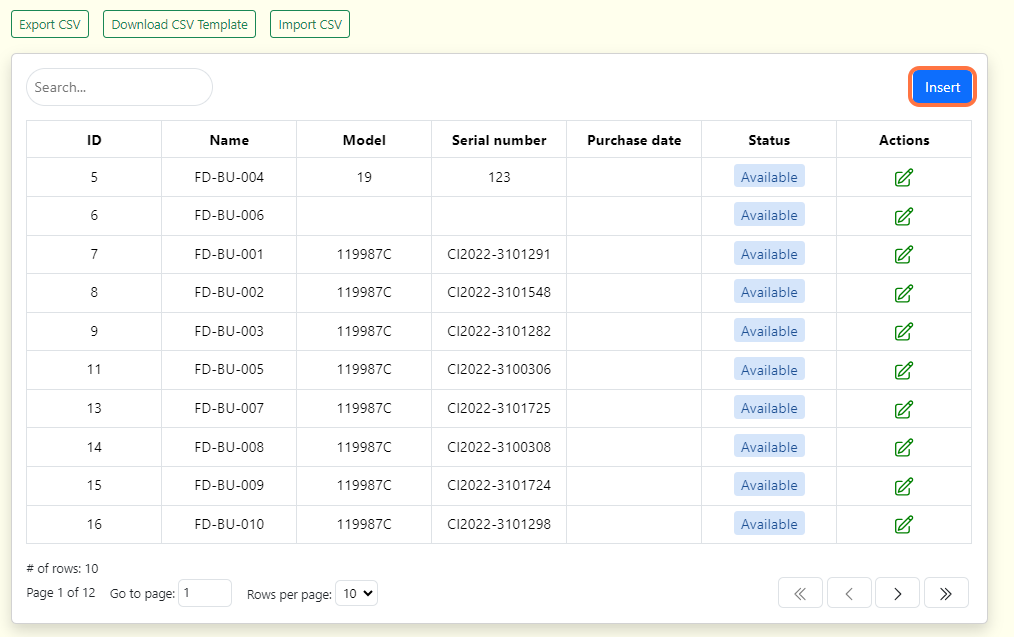 Export CSV Download CSV Template Import CSV
Search... Insert
ID Name Model Serial number Purchase date Status Actions
5 FD-BU-004 19 123 Available
6 FD-BU-006 Available
7 FD-BU-001 119987C CI2022-3101291 Available
8 FD-BU-002 119987C CI2022-3101548 Available
9 FD-BU-003 119987C CI2022-3101282 Available
11 FD-BU-005 119987C CI2022-3100306 Available
13 FD-BU-007 119987C CI2022-3101725 Available
14 FD-BU-008 119987C CI2022-3100308 Available
15 FD-BU-009 119987C CI2022-3101724 Available
16 FD-BU-010 119987C CI2022-3101298 Available
# of rows: 10
Page 1 of 12 Go to page: 1 Rows per page: 10